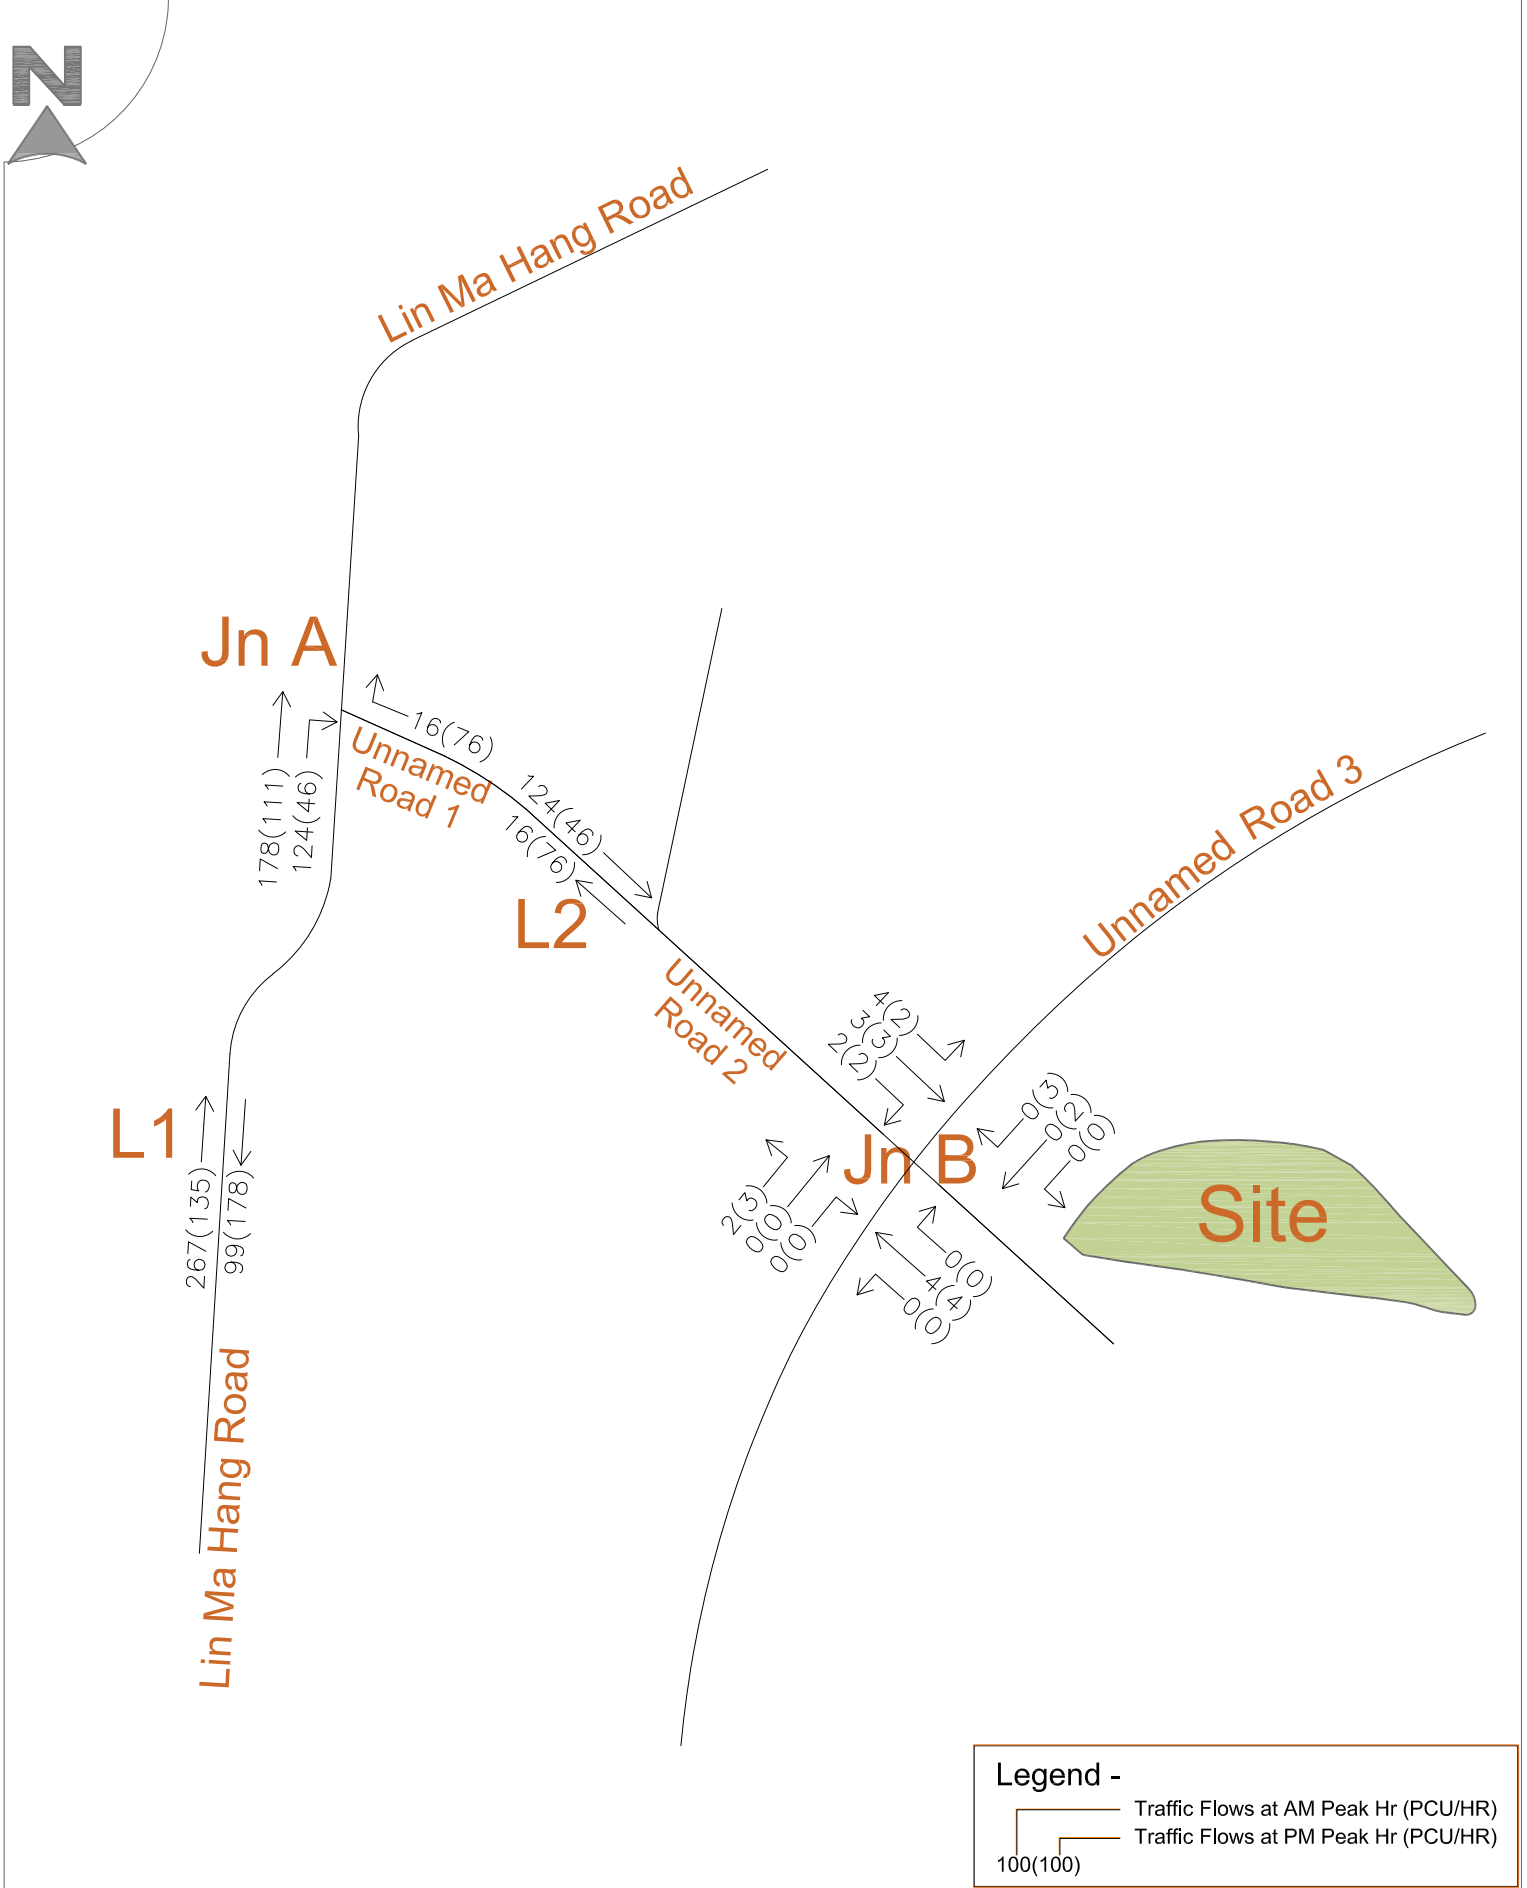 N
Lin Ma Hang Road
Jn A
16(76)
178(111)
124(46)
Unnamed
Road 1
124(46)
16(76)
L2
Unnamed Road 3
Unnamed
Road 2
4(2)
3(3)
2(2)
0(3)
0(2)
0(0)
L1
Jn B
Site
267(135)
99(178)
2(3)
0(0)
0(0)
0(0)
4(4)
0(0)
Lin Ma Hang Road
Legend -
Traffic Flows at AM Peak Hr (PCU/HR)
Traffic Flows at PM Peak Hr (PCU/HR)
100(100)